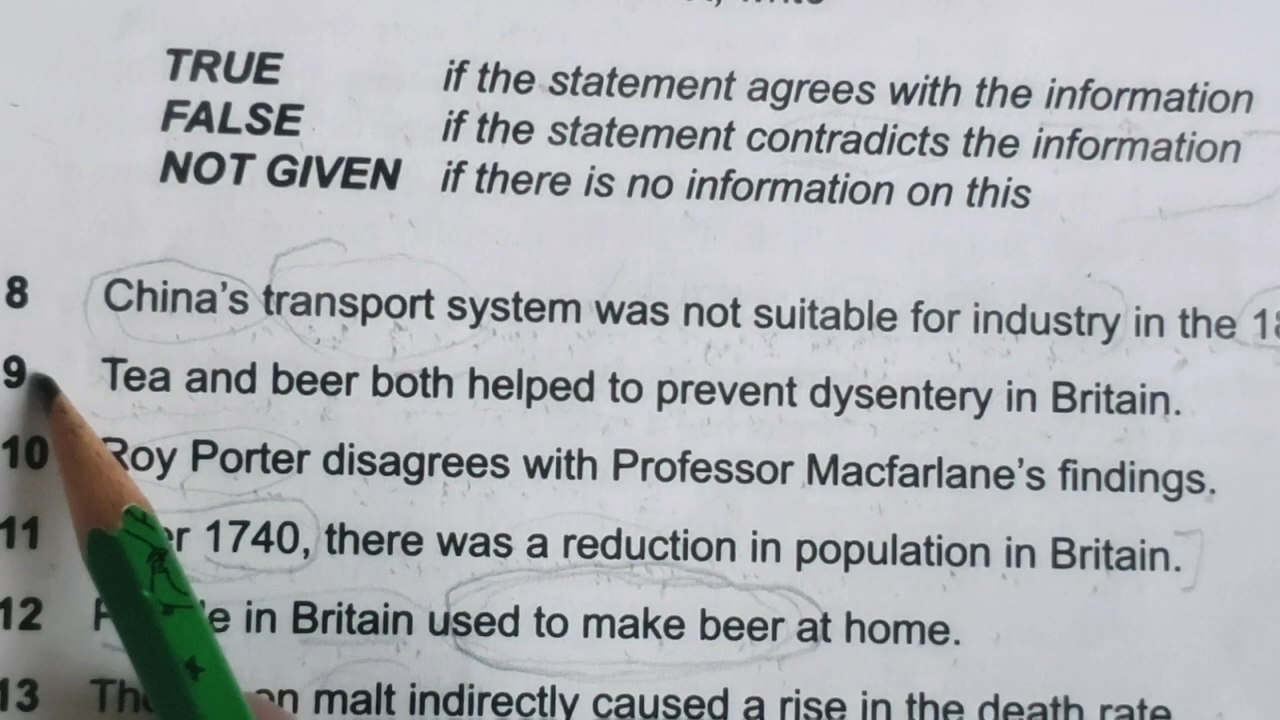 TRUE if the statement agrees with the information
FALSE if the statement contradicts the information
NOT GIVEN if there is no information on this
8 China's transport system was not suitable for industry in the
9 Tea and beer both helped to prevent dysentery in Britain.
10 Roy Porter disagrees with Professor Macfarlane's findings.
11 1740, there was a reduction in population in Britain.
12 in Britain used to make beer at home.
13 on malt indirectly caused a rise in the death rate